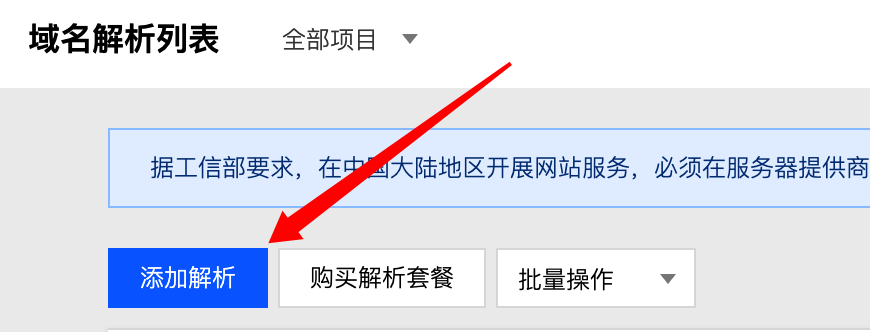 域名解析列表 全部项目
据工信部要求，在中国大陆地区开展网站服务，必须在服务器提供商
添加解析 购买解析套餐 批量操作